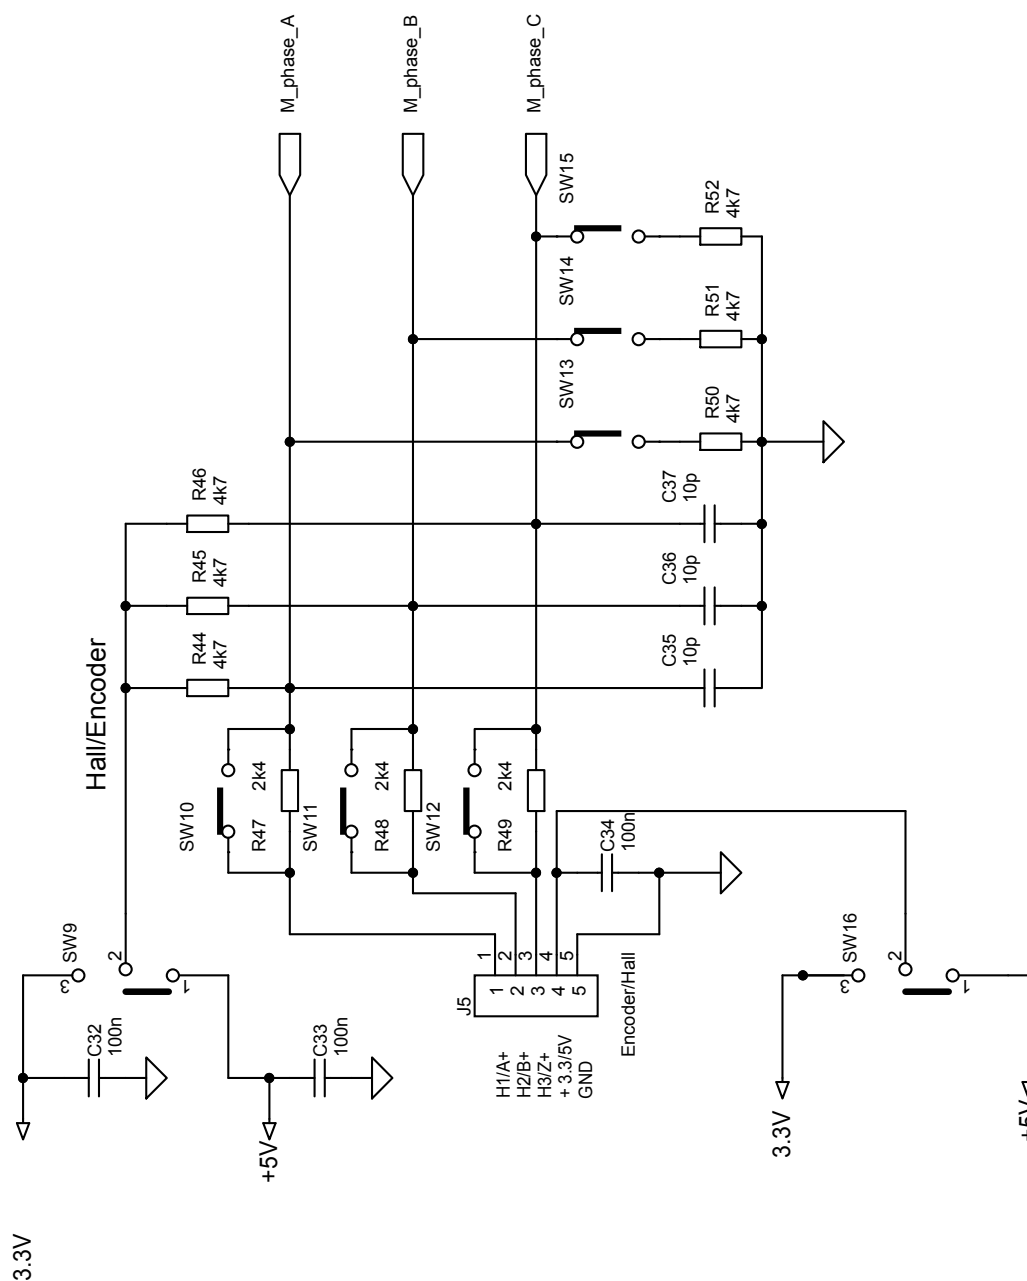 M_phase_A
M_phase_B
M_phase_C
SW15
SW14
SW13
R52
4k7
R51
4k7
R50
4k7
R46
4k7
R45
4k7
R44
4k7
C37
10p
C36
10p
C35
10p
Hall/Encoder
SW10
R47
2k4
SW11
R48
2k4
SW12
R49
2k4
C34
100n
SW9
3
2
1
C32
100n
C33
100n
+5V
3.3V
J5
1
2
3
4
5
1
2
3
4
5
H1/A+
H2/B+
H3/Z+
+ 3.3/5V
GND
Encoder/Hall
SW16
3
2
1
3.3V
+5V